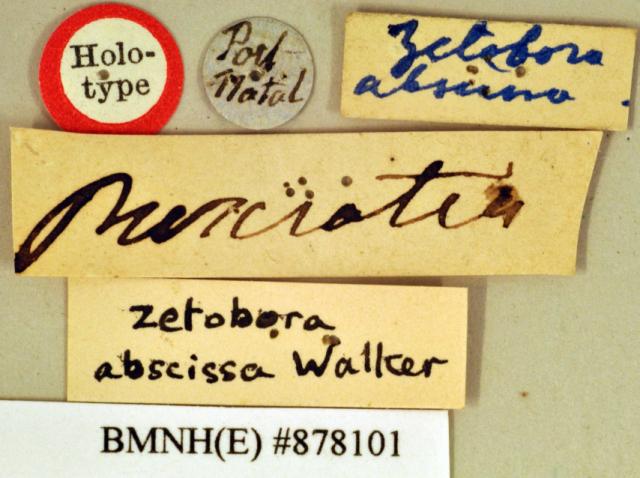 Holo-
type
Port
Natal
Zetobora
abscissa
Zetobora
abscissa Walker
BMNH(E) #878101